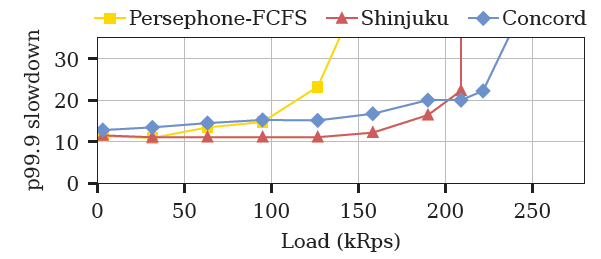 Persephone-FCFS Shinjuku Concord
p99.9 slowdown
30
20
10
0
0 50 100 150 200 250
Load (kRps)